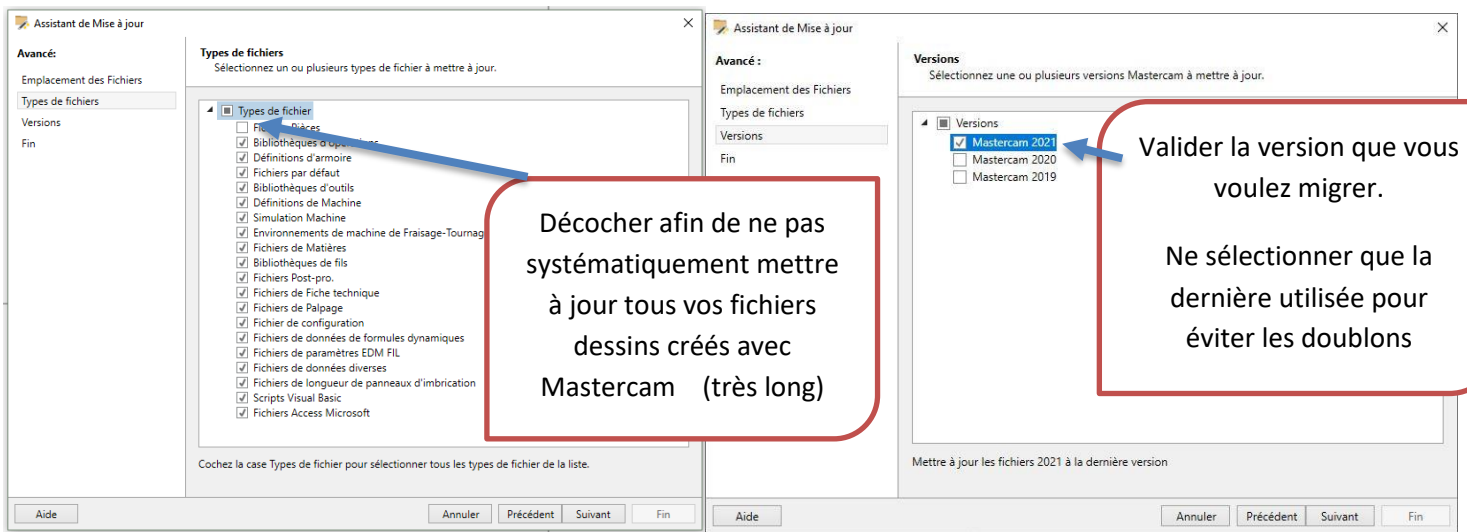 Assistant de Mise à jour
Avancé:
Emplacement des Fichiers
Types de fichiers
Versions
Fin
Types de fichiers
Sélectionnez un ou plusieurs types de fichier à mettre à jour.
Types de fichier
Pièces
Bibliothèques d'opérations
Définitions d'armoire
Fichiers par défaut
Bibliothèques d'outils
Définitions de Machine
Simulation Machine
Environnements de machine de Fraisage-Tournag
Fichiers de Matières
Bibliothèques de fils
Fichiers Post-pro.
Fichiers de Fiche technique
Fichiers de Palpage
Fichier de configuration
Fichiers de données de formules dynamiques
Fichiers de paramètres EDM FIL
Fichiers de données diverses
Fichiers de longueur de panneaux d'imbrication
Scripts Visual Basic
Fichiers Access Microsoft
Cochez la case Types de fichier pour sélectionner tous les types de fichier de la liste.
Aide
Annuler Précédent Suivant Fin
Décocher afin de ne pas
systématiquement mettre
à jour tous vos fichiers
dessins créés avec
Mastercam (très long)
Assistant de Mise à jour
Avancé :
Emplacement des Fichiers
Types de fichiers
Versions
Fin
Versions
Sélectionnez une ou plusieurs versions Mastercam à mettre à jour.
Versions
Mastercam 2021
Mastercam 2020
Mastercam 2019
Mettre à jour les fichiers 2021 à la dernière version
Aide
Annuler Précédent Suivant Fin
Valider la version que vous
voulez migrer.
Ne sélectionner que la
dernière utilisée pour
éviter les doublons